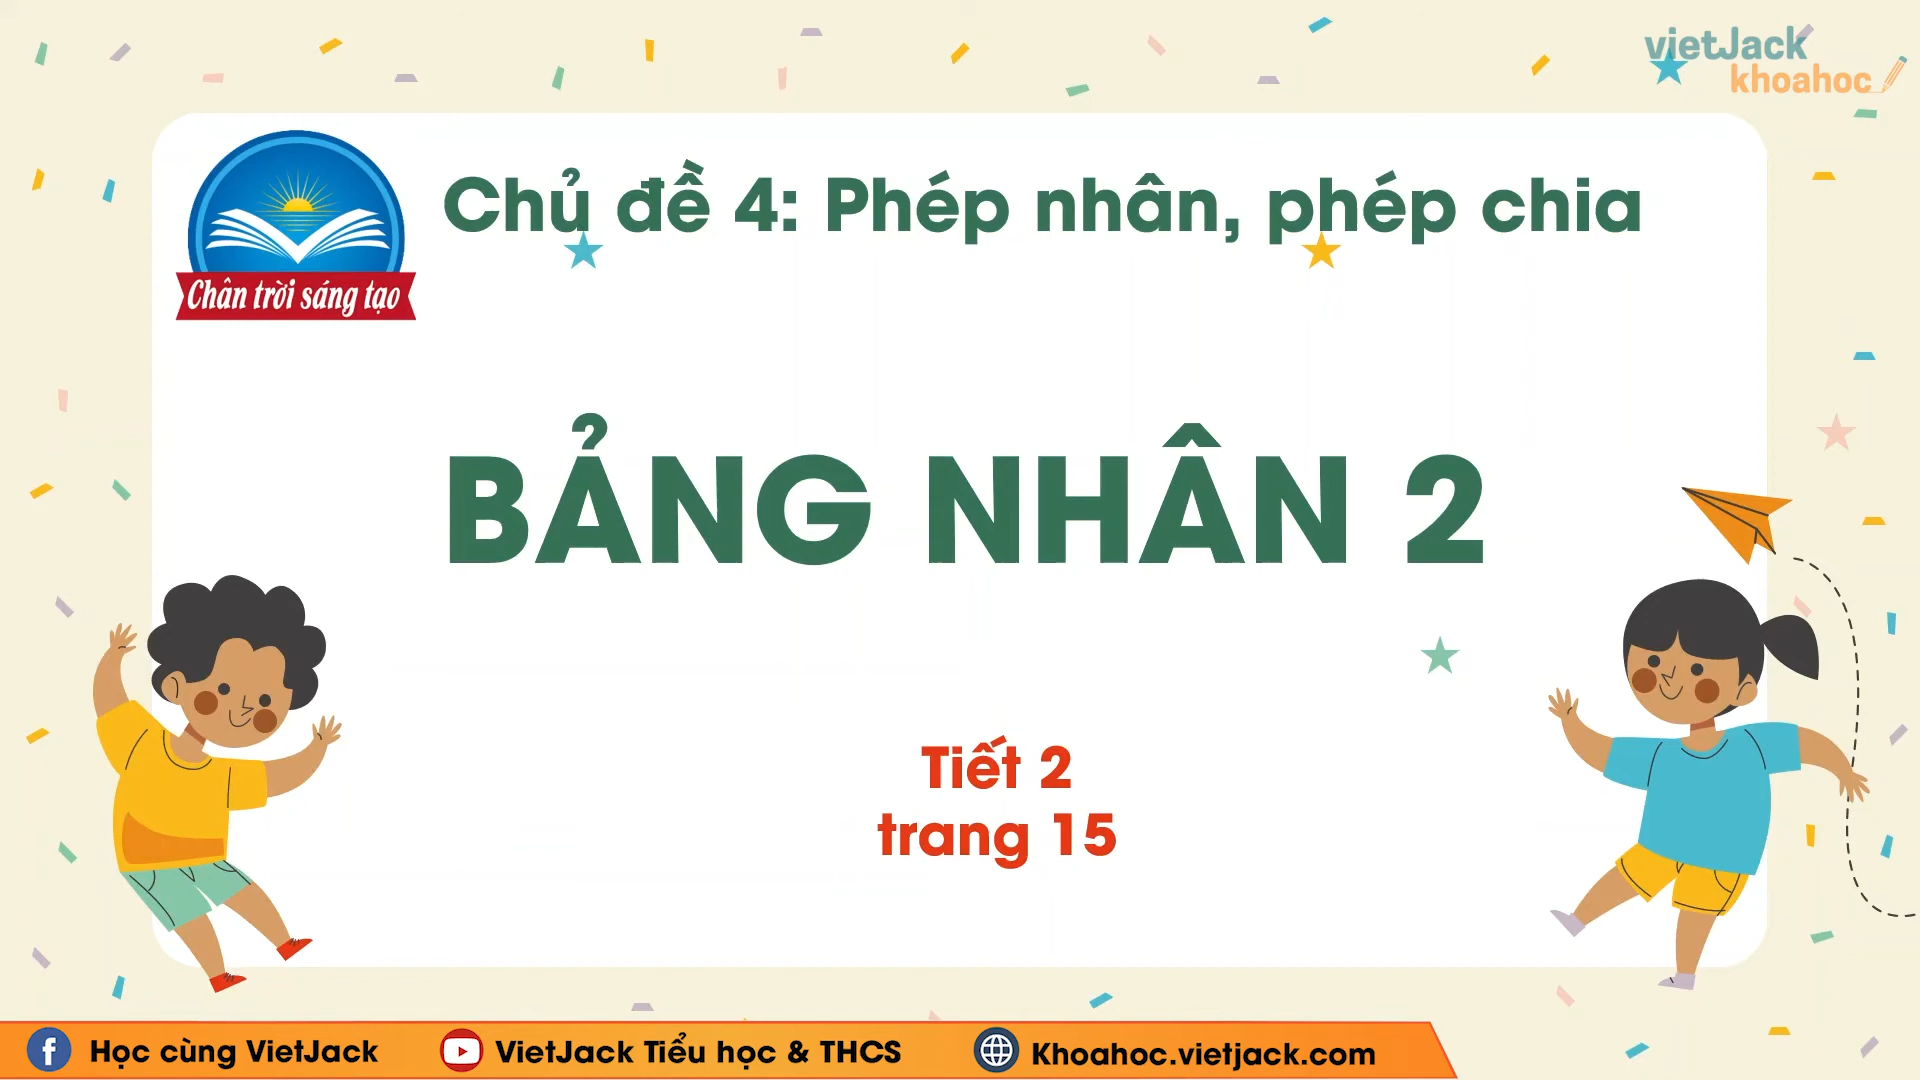 vietJack
khoahoc
Chân trời sáng tạo
Chủ đề 4: Phép nhân, phép chia
BẢNG NHÂN 2
Tiết 2
trang 15
Học cùng VietJack
VietJack Tiểu học & THCS
Khoahoc.vietjack.com